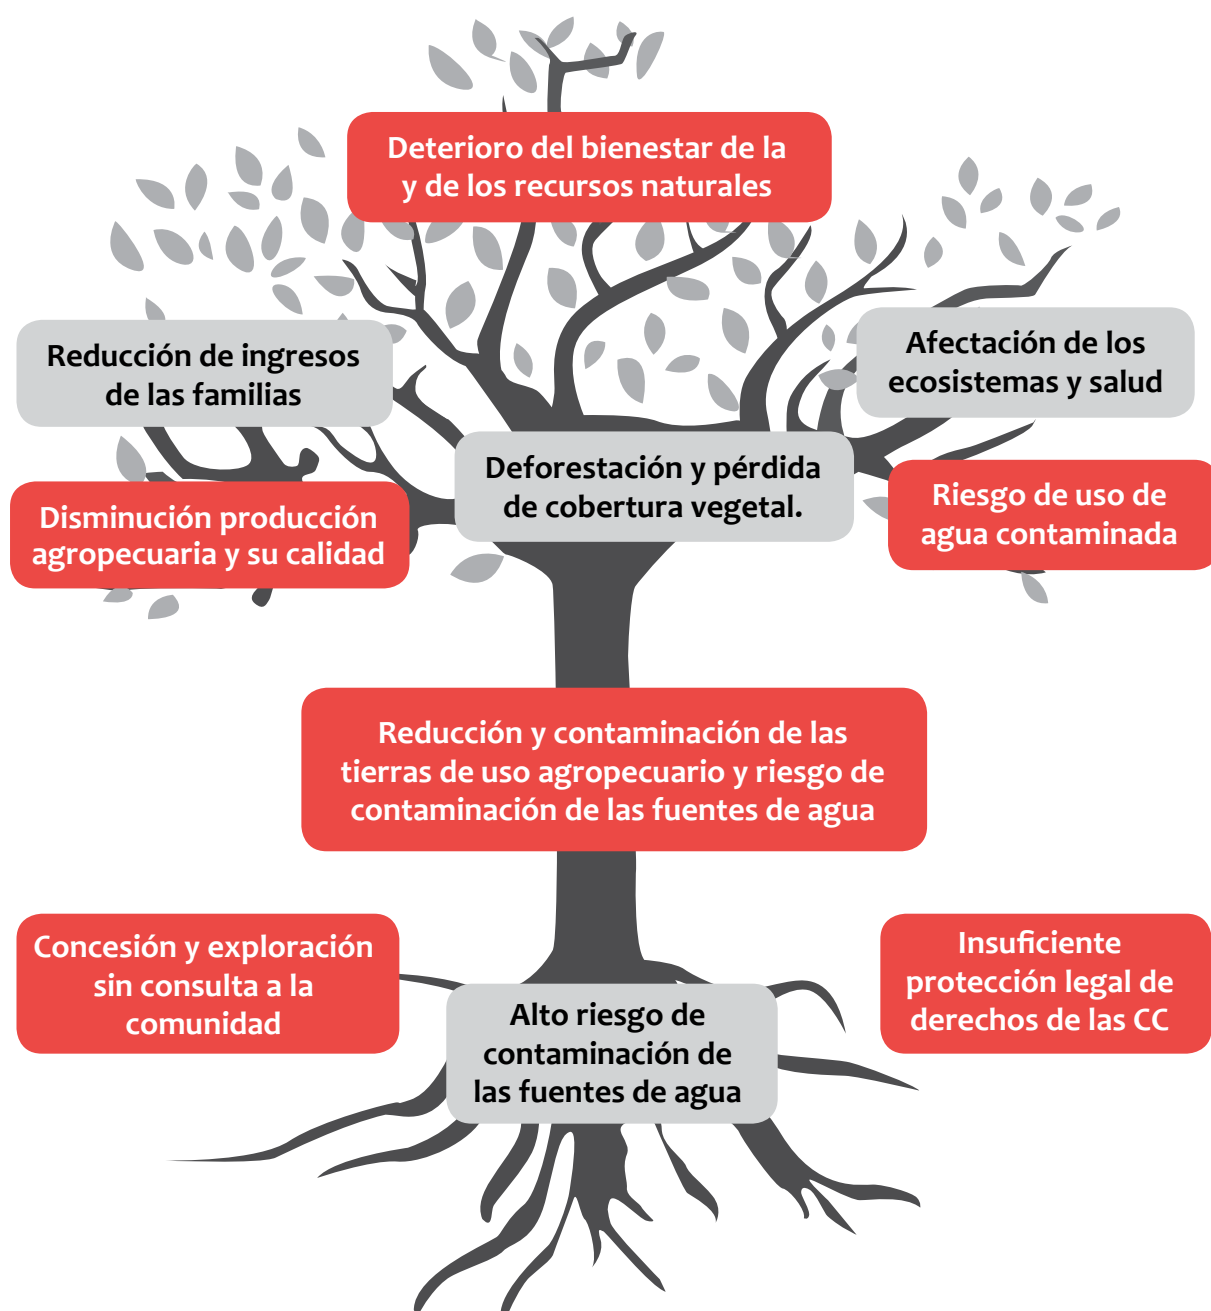 Deterioro del bienestar de la
y de los recursos naturales
Reducción de ingresos
de las familias
Afectación de los
ecosistemas y salud
Deforestación y pérdida
de cobertura vegetal.
Disminución producción
agropecuaria y su calidad
Riesgo de uso de
agua contaminada
Reducción y contaminación de las
tierras de uso agropecuario y riesgo de
contaminación de las fuentes de agua
Concesión y exploración
sin consulta a la
comunidad
Insuficiente
protección legal de
derechos de las CC
Alto riesgo de
contaminación de
las fuentes de agua